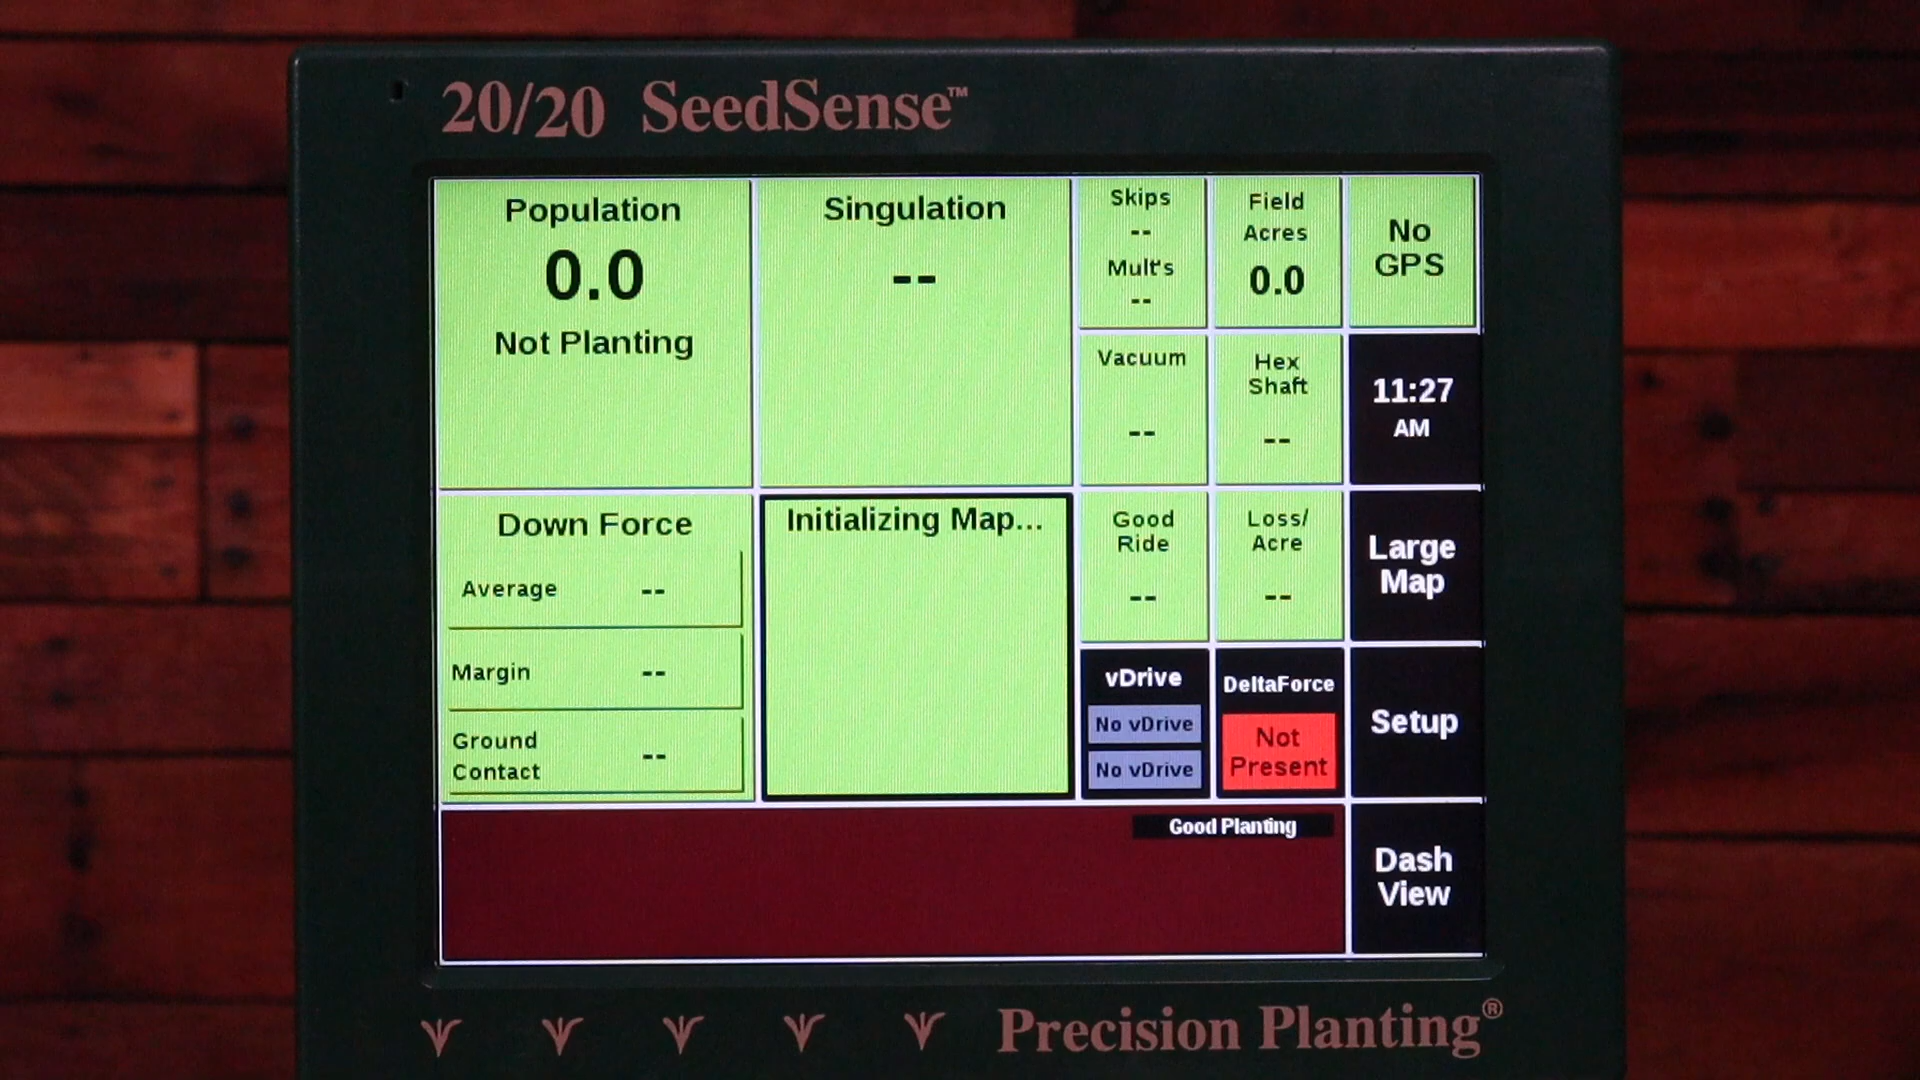 20/20 SeedSense™
Population
0.0
Not Planting
Singulation
--
Skips
--
Mult's
--
Field
Acres
0.0
No
GPS
Vacuum
--
Hex
Shaft
--
11:27
AM
Down Force
Average --
Margin --
Ground
Contact --
Initializing Map...
Good
Ride
--
Loss/
Acre
--
Large
Map
vDrive
No vDrive
No vDrive
DeltaForce
Not
Present
Setup
Good Planting
Dash
View
Precision Planting®